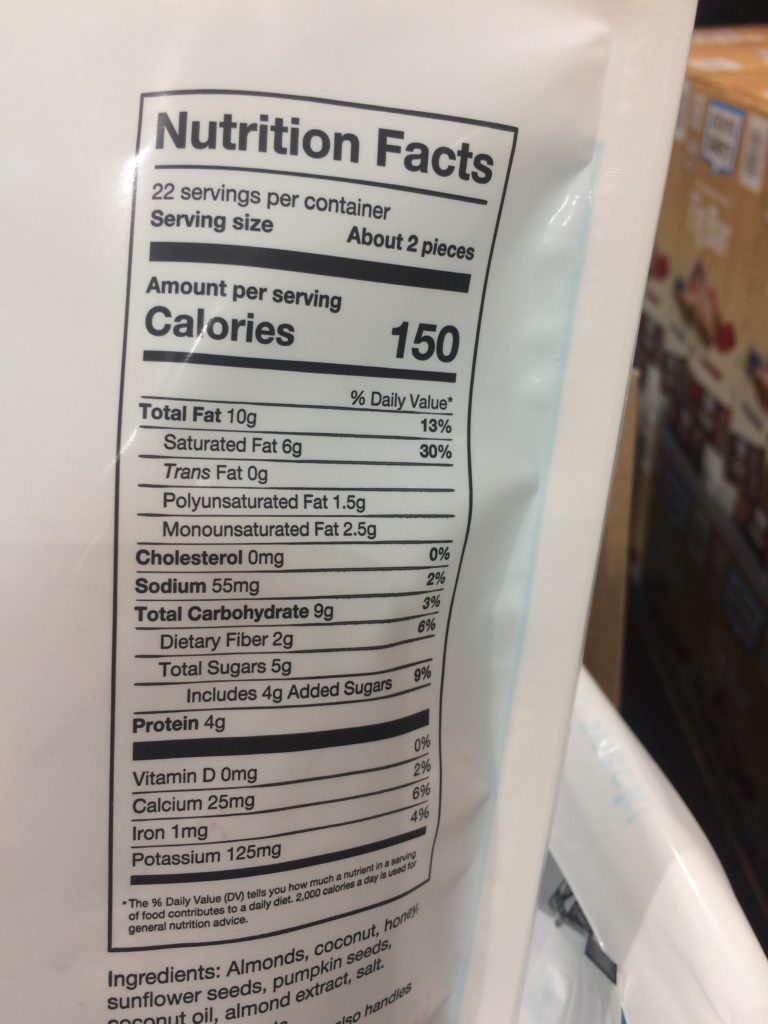 Nutrition Facts
22 servings per container
Serving size About 2 pieces
Amount per serving
Calories 150
% Daily Value*
Total Fat 10g 13%
Saturated Fat 6g 30%
Trans Fat 0g
Polyunsaturated Fat 1.5g
Monounsaturated Fat 2.5g
Cholesterol 0mg 0%
Sodium 55mg 2%
Total Carbohydrate 9g 3%
Dietary Fiber 2g 6%
Total Sugars 5g
Includes 4g Added Sugars 9%
Protein 4g
Vitamin D 0mg 0%
Calcium 25mg 2%
Iron 1mg 6%
Potassium 125mg 4%
* The % Daily Value (DV) tells you how much a nutrient in a serving
of food contributes to a daily diet. 2,000 calories a day is used for
general nutrition advice.
Ingredients: Almonds, coconut, honey,
sunflower seeds, pumpkin seeds,
coconut oil, almond extract, salt.
also handles